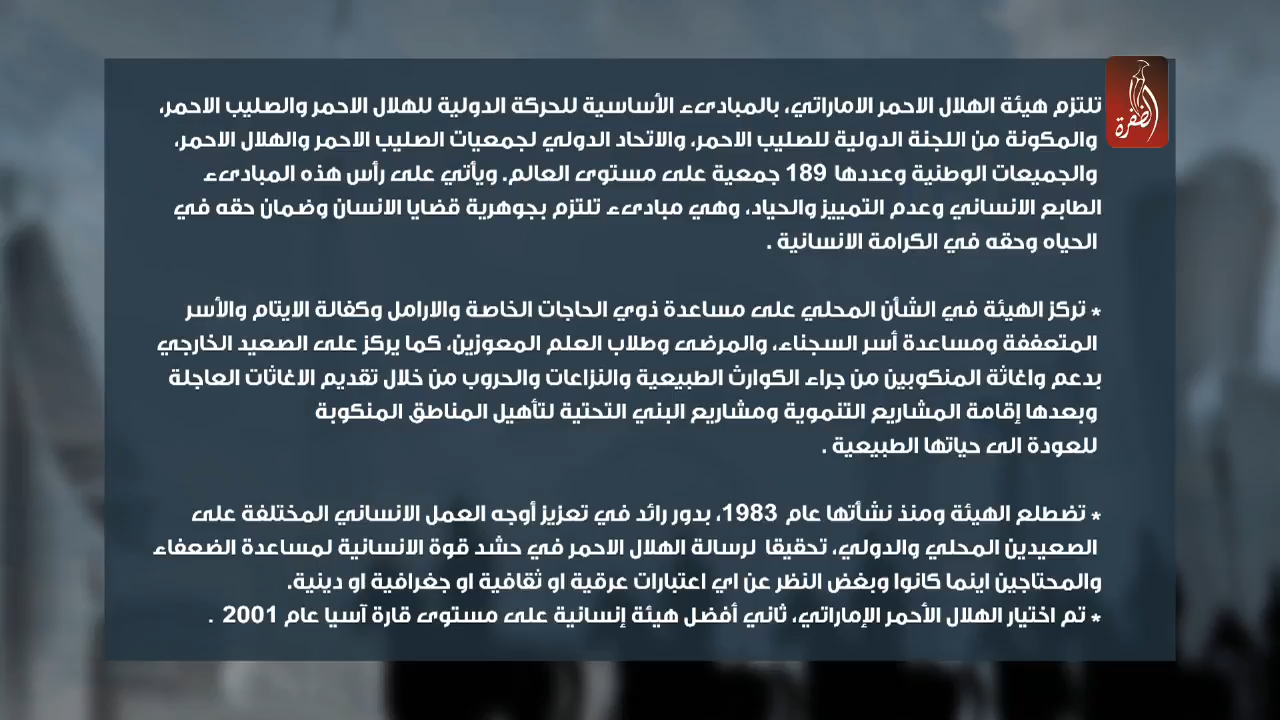 الظفرة
تلتزم هيئة الهلال الاحمر الاماراتي، بالمبادىء الأساسية للحركة الدولية للهلال الاحمر والصليب الاحمر،
والمكونة من اللجنة الدولية للصليب الاحمر، والاتحاد الدولي لجمعيات الصليب الاحمر والهلال الاحمر،
والجميعات الوطنية وعددها 189 جمعية على مستوى العالم. ويأتي على رأس هذه المبادىء
الطابع الانساني وعدم التمييز والحياد، وهي مبادىء تلتزم بجوهرية قضايا الانسان وضمان حقه في
الحياه وحقه في الكرامة الانسانية .
* تركز الهيئة في الشأن المحلي على مساعدة ذوي الحاجات الخاصة والارامل وكفالة الايتام والأسر
المتعففة ومساعدة أسر السجناء، والمرضى وطلاب العلم المعوزين، كما يركز على الصعيد الخارجي
بدعم واغاثة المنكوبين من جراء الكوارث الطبيعية والنزاعات والحروب من خلال تقديم الاغاثات العاجلة
وبعدها إقامة المشاريع التنموية ومشاريع البني التحتية لتأهيل المناطق المنكوبة
للعودة الى حياتها الطبيعية .
* تضطلع الهيئة ومنذ نشأتها عام 1983، بدور رائد في تعزيز أوجه العمل الانساني المختلفة على
الصعيدين المحلي والدولي، تحقيقا لرسالة الهلال الاحمر في حشد قوة الانسانية لمساعدة الضعفاء
والمحتاجين اينما كانوا وبغض النظر عن اي اعتبارات عرقية او ثقافية او جغرافية او دينية.
* تم اختيار الهلال الأحمر الإماراتي، ثاني أفضل هيئة إنسانية على مستوى قارة آسيا عام 2001 .